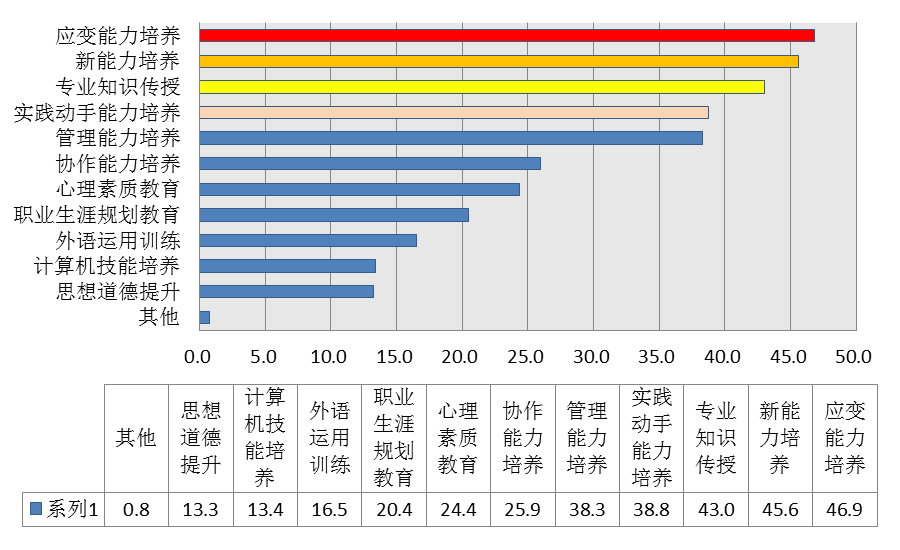 应变能力培养
新能力培养
专业知识传授
实践动手能力培养
管理能力培养
协作能力培养
心理素质教育
职业生涯规划教育
外语运用训练
计算机技能培养
思想道德提升
其他
0.0 5.0 10.0 15.0 20.0 25.0 30.0 35.0 40.0 45.0 50.0
其他
思想
道德
提升
计算
机技
能培
养
外语
运用
训练
职业
生涯
规划
教育
心理
素质
教育
协作
能力
培养
管理
能力
培养
实践
动手
能力
培养
专业
知识
传授
新能
力培
养
应变
能力
培养
系列1 0.8 13.3 13.4 16.5 20.4 24.4 25.9 38.3 38.8 43.0 45.6 46.9